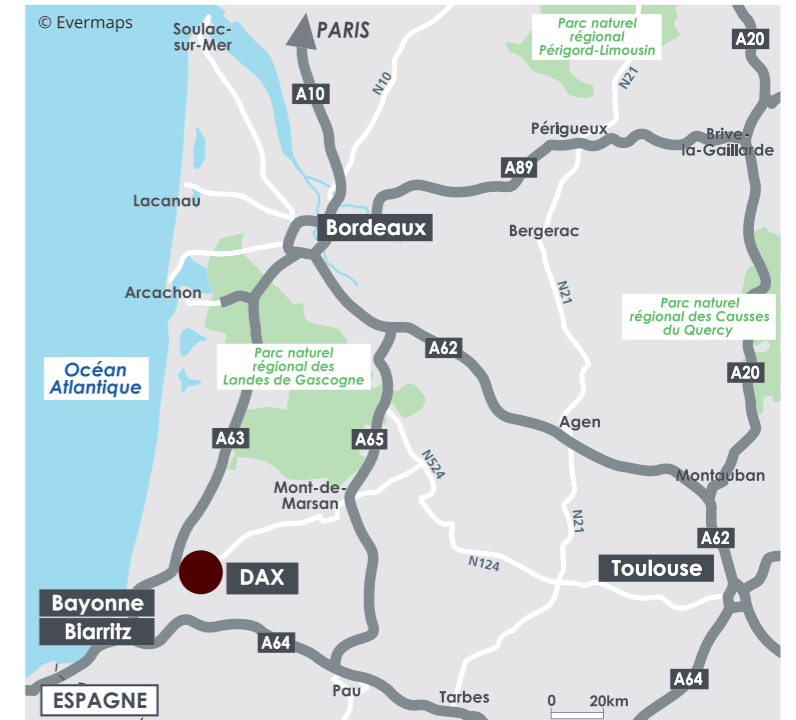 © Evermaps
Soulac-
sur-Mer
PARIS
Parc naturel
régional
Périgord-Limousin
A20
N10
N21
A10
Périgueux
Brive-
la-Gaillarde
A89
Lacanau
Bordeaux
Bergerac
Arcachon
N21
Parc naturel
régional des Causses
du Quercy
Parc naturel
régional des
Landes de Gascogne
A62
Océan
Atlantique
A20
Agen
A63
A65
N524
Montauban
Mont-de-
Marsan
N21
A62
N124
Toulouse
DAX
Bayonne
Biarritz
A64
A64
Pau
Tarbes
ESPAGNE
0 20km